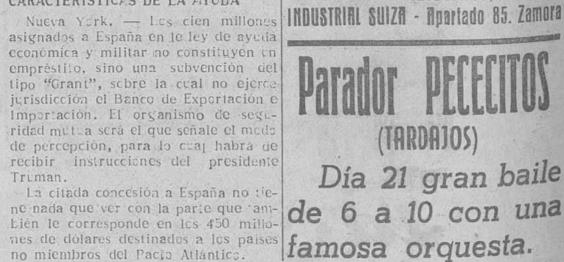 CARACTERISTICAS DE LA AYUDA
Nueva York. — Los cien millones
asignados a España en le ley de ayuda
económica y militar no constituyen un
empréstito, sino una subvención del
tipo "Grant", sobre la cual no ejerce
jurisdicción el Banco de Exportación e
Importación. El organismo de segu-
ridad mutua será el que señale el modo
de percepción, para lo cual habrá de
recibir instrucciones del presidente
Truman.
La citada concesión a España no tie-
ne nada que ver con la parte que tam-
bién le corresponde en los 450 millo-
nes de dólares destinados a los países
no miembros del Pacto Atlántico.
INDUSTRIAL SUIZA - Apartado 85. Zamora
Parador PECECITOS
(TARDAJOS)
Día 21 gran baile
de 6 a 10 con una
famosa orquesta.